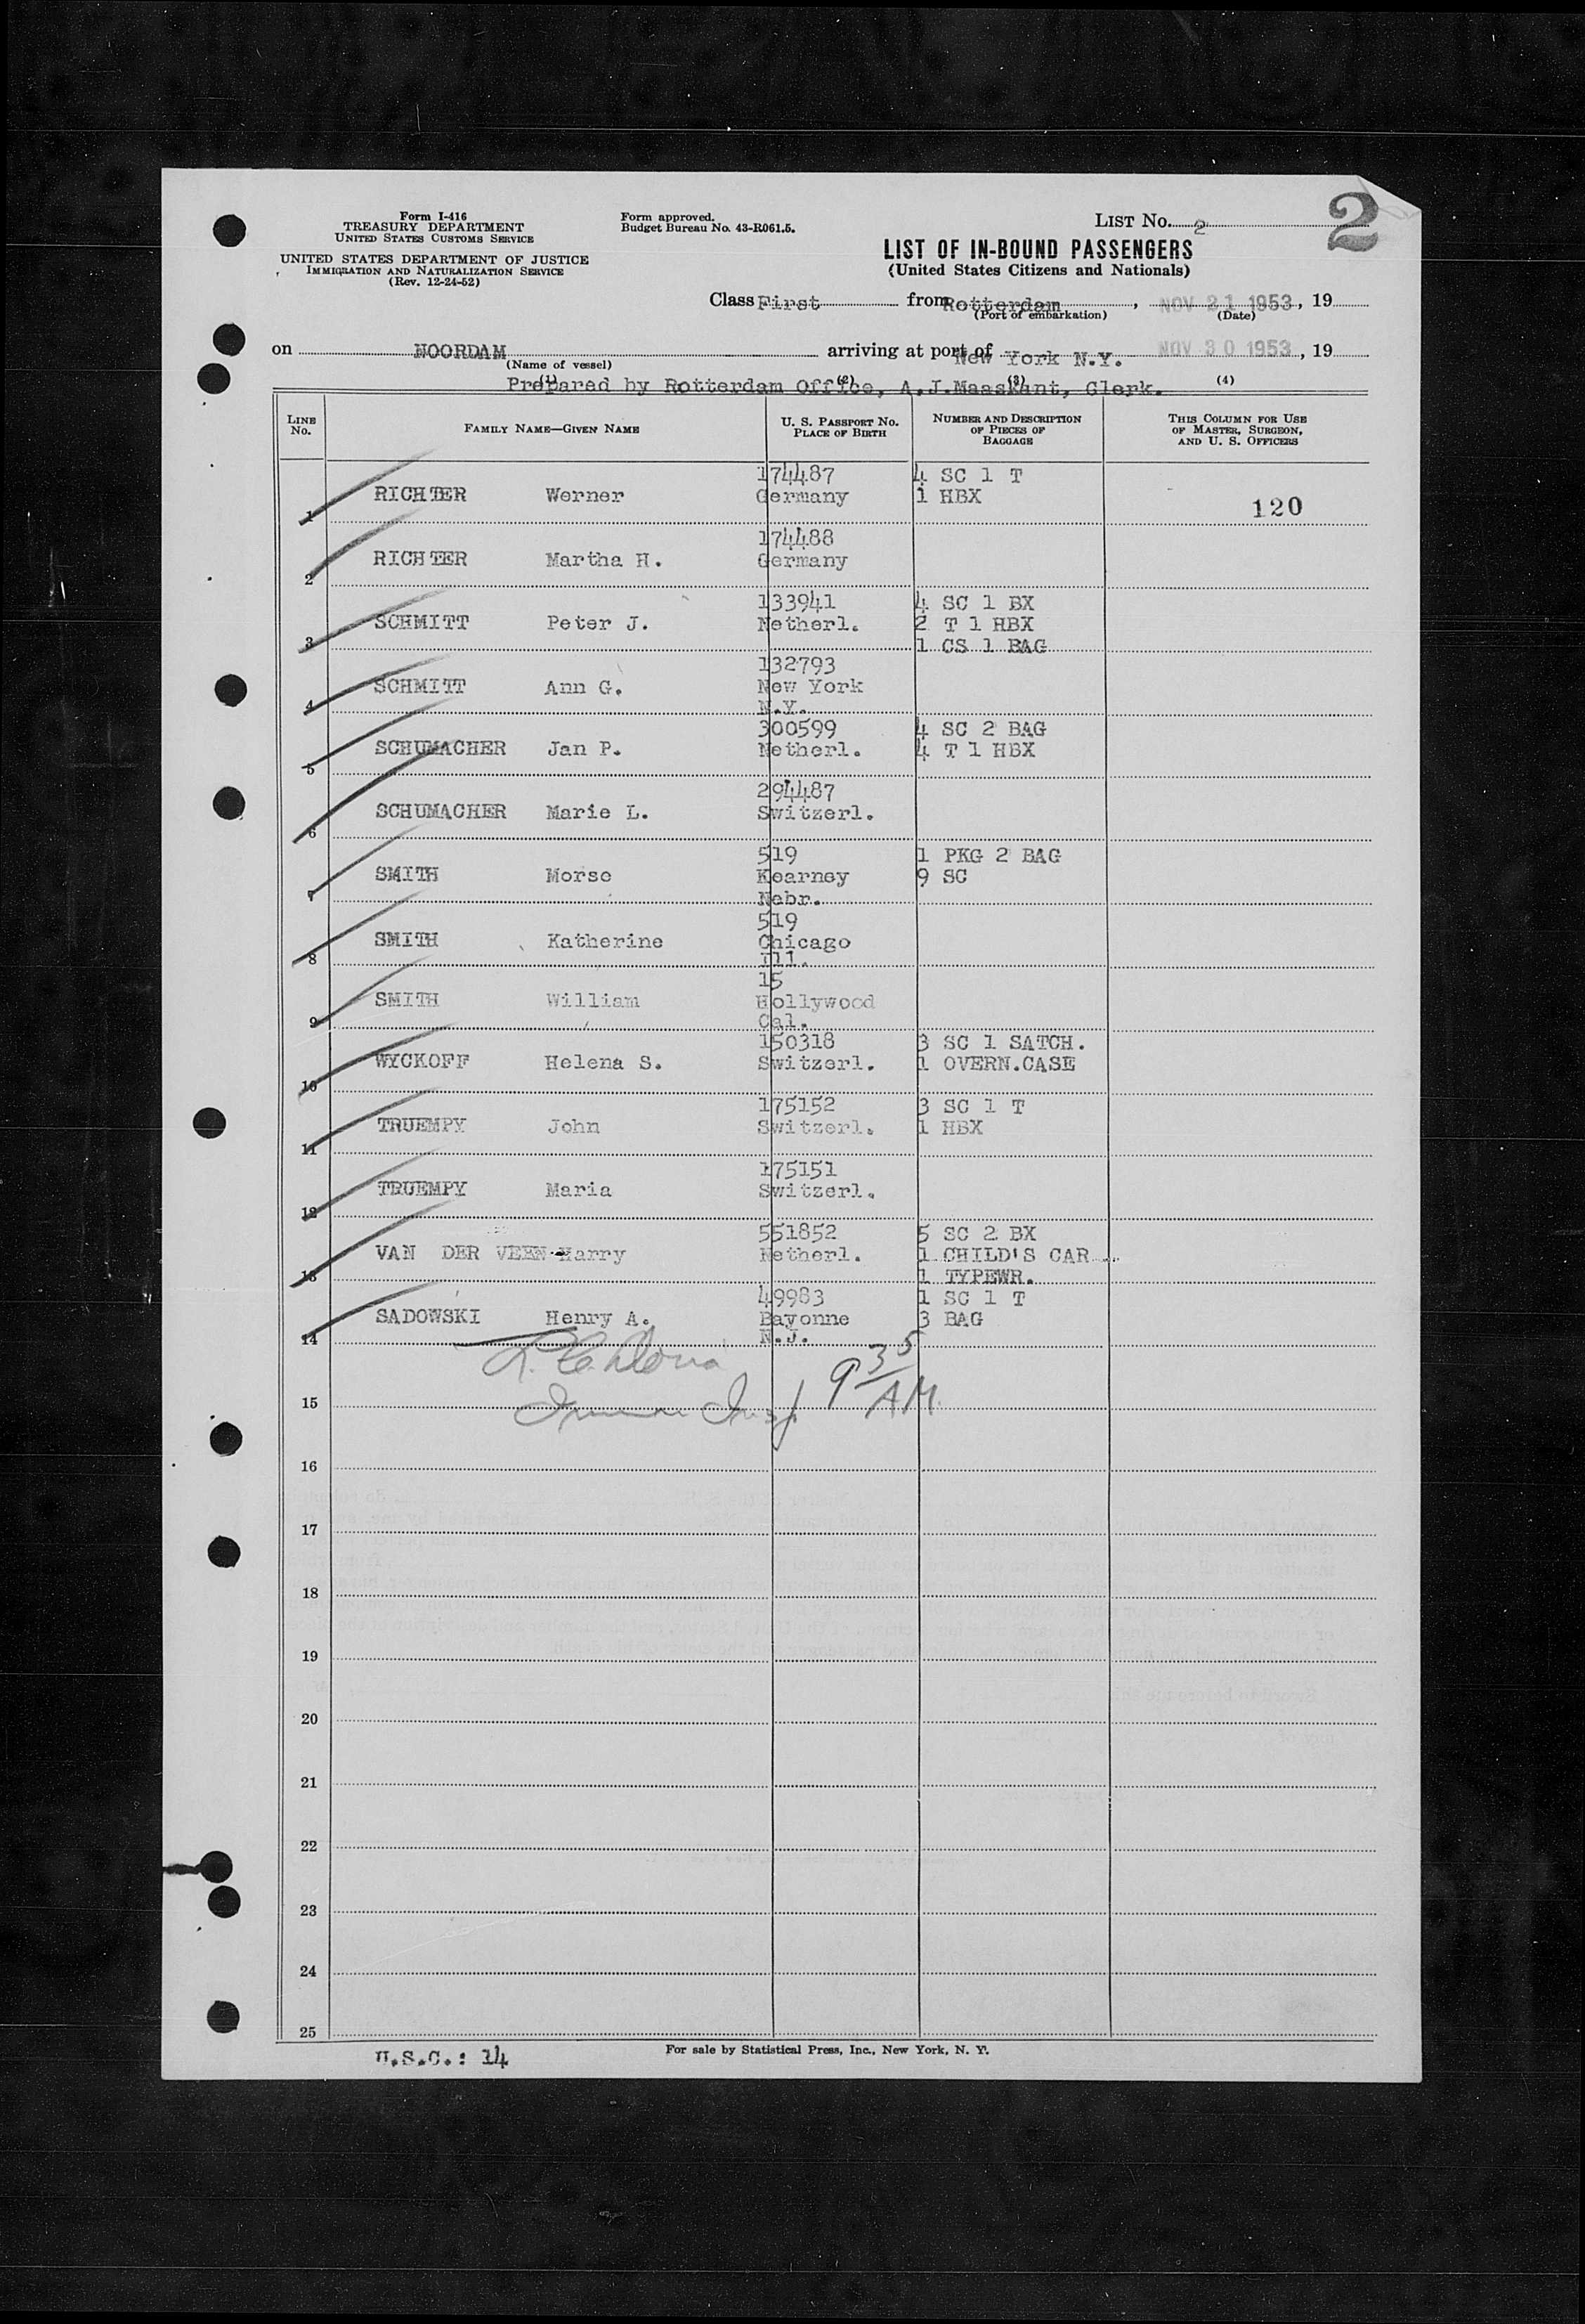 Form I-416
TREASURY DEPARTMENT
UNITED STATES CUSTOMS SERVICE
UNITED STATES DEPARTMENT OF JUSTICE
IMMIGRATION AND NATURALIZATION SERVICE
(Rev. 12-24-52)
Form approved.
Budget Bureau No. 43-R061.5.
LIST No. 2
2
LIST OF IN-BOUND PASSENGERS
(United States Citizens and Nationals)
Class First from Rotterdam, NOV 21 1953, 19
(Port of embarkation) (Date)
on NOORDAM arriving at port of New York N.Y. NOV 30 1953, 19
(Name of vessel)
Prepared by Rotterdam Office, A.J.Maaskant, Clerk.
(1) (2) (3) (4)
LINE No. FAMILY NAME—GIVEN NAME U. S. PASSPORT No. PLACE OF BIRTH NUMBER AND DESCRIPTION OF PIECES OF BAGGAGE THIS COLUMN FOR USE OF MASTER, SURGEON, AND U. S. OFFICERS
174487 4 SC 1 T
1 RICHTER Werner Germany 1 HBX 120
174488
2 RICHTER Martha H. Germany
133941 4 SC 1 BX
3 SCHMITT Peter J. Netherl. 2 T 1 HBX
1 CS 1 BAG
132793
4 SCHMITT Ann G. New York
N.Y.
300599 4 SC 2 BAG
5 SCHUMACHER Jan P. Netherl. 4 T 1 HBX
294487
6 SCHUMACHER Marie L. Switzerl.
519 1 PKG 2 BAG
7 SMITH Morse Kearney 9 SC
Nebr.
519
8 SMITH Katherine Chicago
Ill.
15
9 SMITH William Hollywood
Cal.
150318 3 SC 1 SATCH.
10 WYCKOFF Helena S. Switzerl. 1 OVERN.CASE
175152 3 SC 1 T
11 TRUEMPY John Switzerl. 1 HBX
175151
12 TRUEMPY Maria Switzerl.
551852 5 SC 2 BX
13 VAN DER VEEN-Harry Netherl. 1 CHILD'S CAR
1 TYPEWR.
49983 1 SC 1 T
14 SADOWSKI Henry A. Bayonne 3 BAG
N.J.
9 35 AM.
15
16
17
18
19
20
21
22
23
24
25
U.S.C.: 14
For sale by Statistical Press, Inc., New York, N. Y.